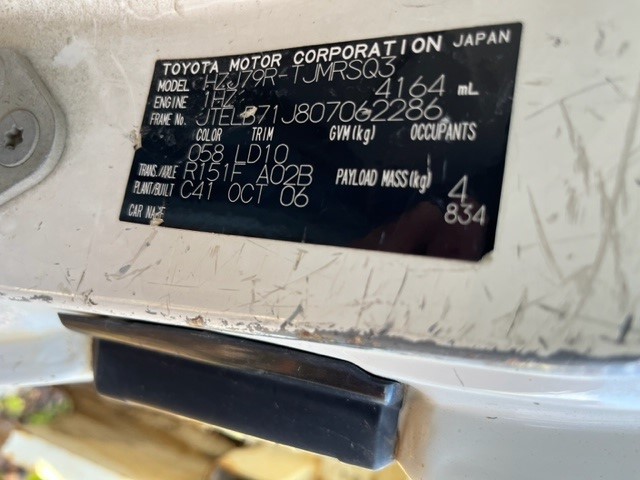 TOYOTA MOTOR CORPORATION JAPAN
MODEL HZJ79R-TJMRSQ3
ENGINE 1HZ 4164 mL
FRAME No. JTELB71J807062286
COLOR TRIM GVM(kg) OCCUPANTS
058 LD10
TRANS./AXLE R151F A02B PAYLOAD MASS(kg) 4
PLANT/BUILT C41 OCT 06 834
CAR NAME